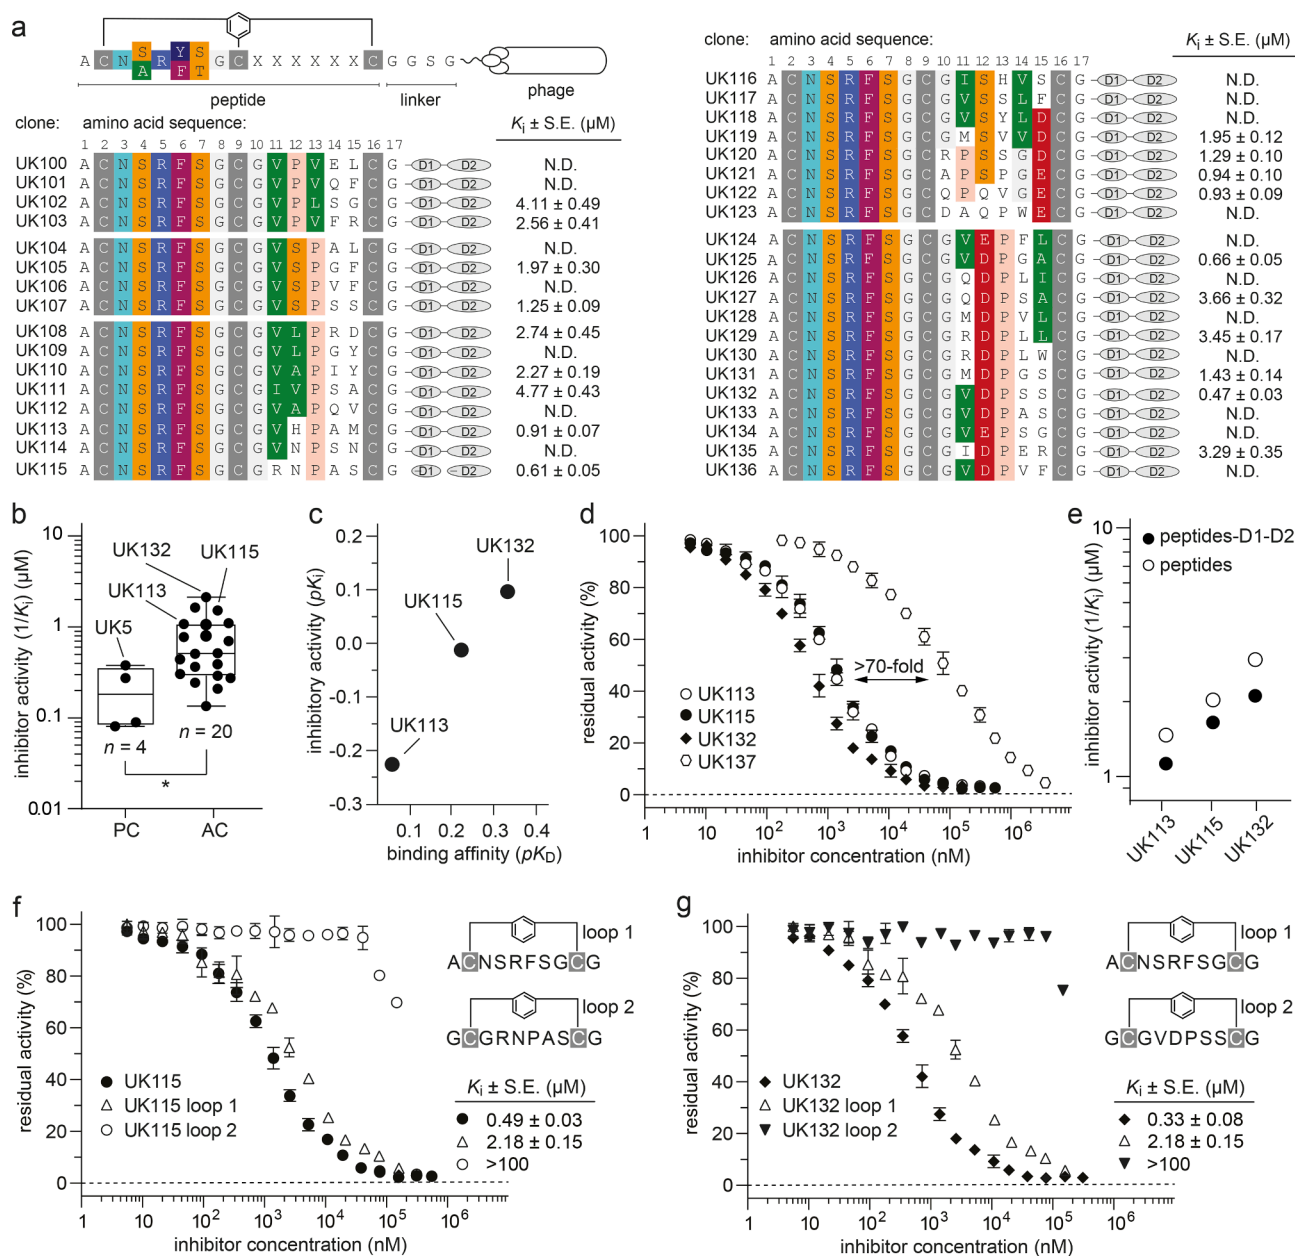 a
S Y S
A C N R G C X X X X X X C G G S G
A F T
peptide linker phage
clone: amino acid sequence: Ki ± S.E. (µM)
1 2 3 4 5 6 7 8 9 10 11 12 13 14 15 16 17
UK100 A C N S R F S G C G V P V E L C G D1 D2 N.D.
UK101 A C N S R F S G C G V P V Q F C G D1 D2 N.D.
UK102 A C N S R F S G C G V P L S G C G D1 D2 4.11 ± 0.49
UK103 A C N S R F S G C G V P V F R C G D1 D2 2.56 ± 0.41
UK104 A C N S R F S G C G V S P A L C G D1 D2 N.D.
UK105 A C N S R F S G C G V S P G F C G D1 D2 1.97 ± 0.30
UK106 A C N S R F S G C G V S P V F C G D1 D2 N.D.
UK107 A C N S R F S G C G V S P S S C G D1 D2 1.25 ± 0.09
UK108 A C N S R F S G C G V L P R D C G D1 D2 2.74 ± 0.45
UK109 A C N S R F S G C G V L P G Y C G D1 D2 N.D.
UK110 A C N S R F S G C G V A P I Y C G D1 D2 2.27 ± 0.19
UK111 A C N S R F S G C G I V P S A C G D1 D2 4.77 ± 0.43
UK112 A C N S R F S G C G V A P Q V C G D1 D2 N.D.
UK113 A C N S R F S G C G V H P A M C G D1 D2 0.91 ± 0.07
UK114 A C N S R F S G C G V N P S S C G D1 D2 N.D.
UK115 A C N S R F S G C G R N P A S C G D1 D2 0.61 ± 0.05
clone: amino acid sequence: Ki ± S.E. (µM)
1 2 3 4 5 6 7 8 9 10 11 12 13 14 15 16 17
UK116 A C N S R F S G C G I S H V S C G D1 D2 N.D.
UK117 A C N S R F S G C G V S S L F C G D1 D2 N.D.
UK118 A C N S R F S G C G V S Y L D C G D1 D2 N.D.
UK119 A C N S R F S G C G M S V V D C G D1 D2 1.95 ± 0.12
UK120 A C N S R F S G C R P S S G D C G D1 D2 1.29 ± 0.10
UK121 A C N S R F S G C A P S P G E C G D1 D2 0.94 ± 0.10
UK122 A C N S R F S G C Q P Q V G E C G D1 D2 0.93 ± 0.09
UK123 A C N S R F S G C D A Q P W E C G D1 D2 N.D.
UK124 A C N S R F S G C G V E P F L C G D1 D2 N.D.
UK125 A C N S R F S G C G V D P G A C G D1 D2 0.66 ± 0.05
UK126 A C N S R F S G C G Q D P L I C G D1 D2 N.D.
UK127 A C N S R F S G C G Q D P S A C G D1 D2 3.66 ± 0.32
UK128 A C N S R F S G C G M D P V L C G D1 D2 N.D.
UK129 A C N S R F S G C G R D P L L C G D1 D2 3.45 ± 0.17
UK130 A C N S R F S G C G R D P L W C G D1 D2 N.D.
UK131 A C N S R F S G C G M D P G S C G D1 D2 1.43 ± 0.14
UK132 A C N S R F S G C G V D P S S C G D1 D2 0.47 ± 0.03
UK133 A C N S R F S G C G V D P A S C G D1 D2 N.D.
UK134 A C N S R F S G C G V E P S G C G D1 D2 N.D.
UK135 A C N S R F S G C G I D P E R C G D1 D2 3.29 ± 0.35
UK136 A C N S R F S G C G V D P V F C G D1 D2 N.D.
b
inhibitor activity (1/Ki) (µM)
10
1
0.1
0.01
UK132
UK115
UK113
UK5
n = 4
n = 20
*
PC AC
c
inhibitory activity (pKi)
0.2
0.1
0.0
-0.1
-0.2
-0.3
UK132
UK115
UK113
0.1 0.2 0.3 0.4
binding affinity (pKD)
d
residual activity (%)
100
80
60
40
20
0
>70-fold
UK113
UK115
UK132
UK137
1 10 10² 10³ 10⁴ 10⁵ 10⁶
inhibitor concentration (nM)
e
inhibitor activity (1/Ki) (µM)
10
1
peptides-D1-D2
peptides
UK113 UK115 UK132
f
residual activity (%)
100
80
60
40
20
0
UK115
UK115 loop 1
UK115 loop 2
loop 1
ACNSRFSGCG
loop 2
GCGRNPASCG
Ki ± S.E. (µM)
0.49 ± 0.03
2.18 ± 0.15
>100
1 10 10² 10³ 10⁴ 10⁵ 10⁶
inhibitor concentration (nM)
g
residual activity (%)
100
80
60
40
20
0
UK132
UK132 loop 1
UK132 loop 2
loop 1
ACNSRFSGCG
loop 2
GCGVDPSSCG
Ki ± S.E. (µM)
0.33 ± 0.08
2.18 ± 0.15
>100
1 10 10² 10³ 10⁴ 10⁵ 10⁶
inhibitor concentration (nM)